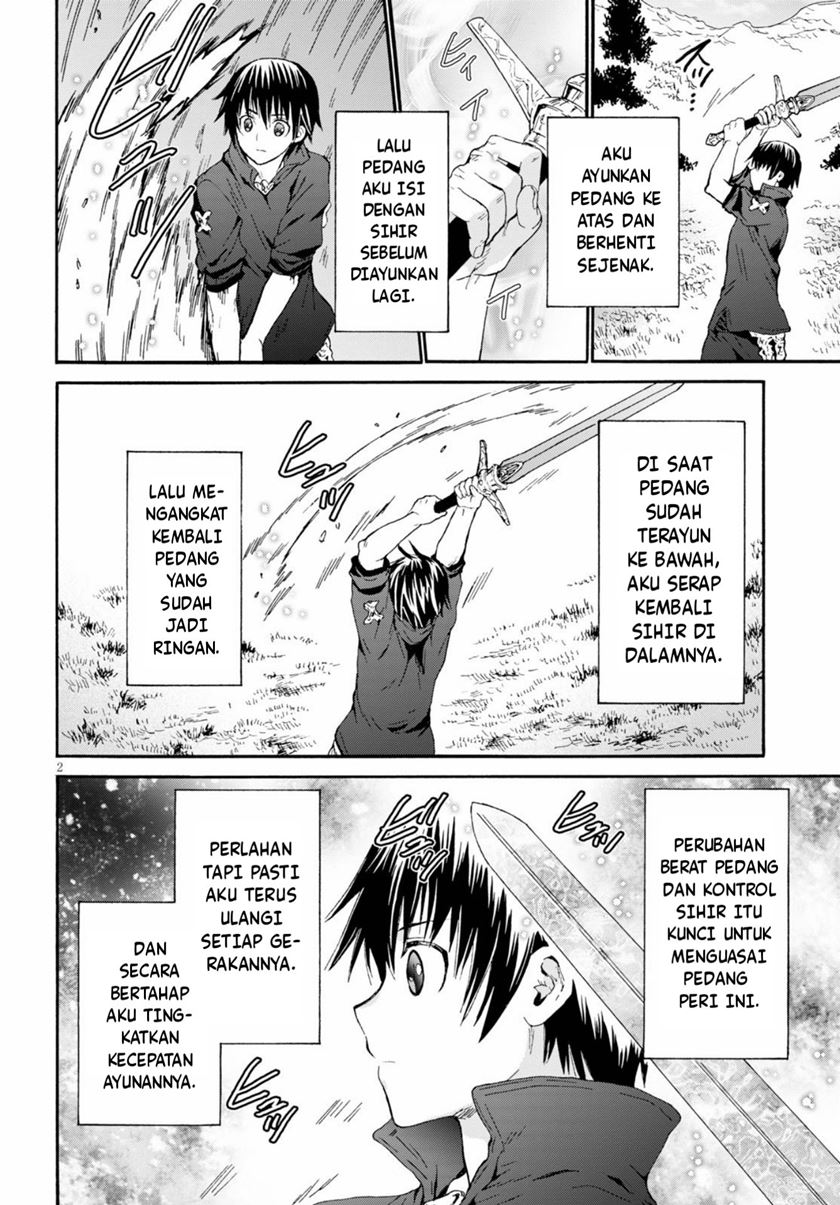 AKU
AYUNKAN
PEDANG KE
ATAS DAN
BERHENTI
SEJENAK.
LALU
PEDANG
AKU ISI
DENGAN
SIHIR
SEBELUM
DIAYUNKAN
LAGI.
DI SAAT
PEDANG
SUDAH
TERAYUN
KE BAWAH,
AKU SERAP
KEMBALI
SIHIR DI
DALAMNYA.
LALU ME-
NGANGKAT
KEMBALI
PEDANG
YANG
SUDAH
JADI
RINGAN.
2
PERUBAHAN
BERAT PEDANG
DAN KONTROL
SIHIR ITU
KUNCI UNTUK
MENGUASAI
PEDANG
PERI INI.
PERLAHAN
TAPI PASTI
AKU TERUS
ULANGI
SETIAP GE-
RAKANNYA.
DAN
SECARA
BERTAHAP
AKU TING-
KATKAN
KECEPATAN
AYUNANNYA.